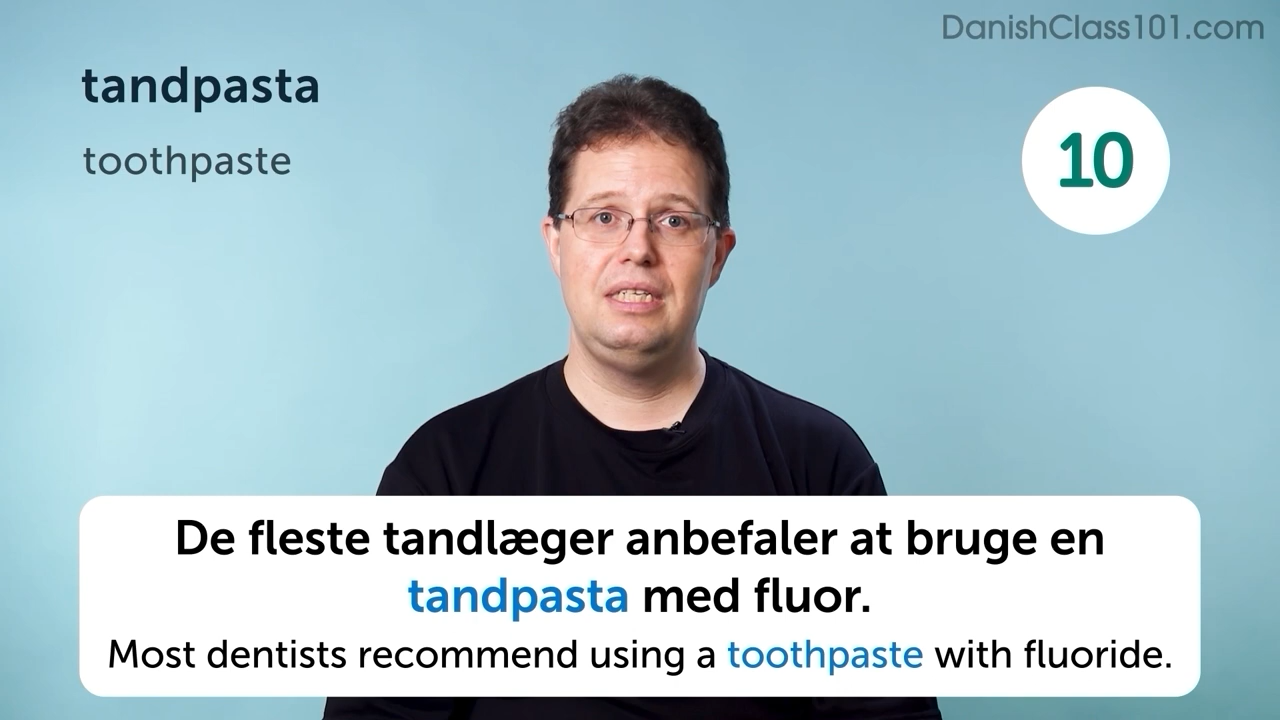 DanishClass101.com
tandpasta
toothpaste
10
De fleste tandlæger anbefaler at bruge en
tandpasta med fluor.
Most dentists recommend using a toothpaste with fluoride.